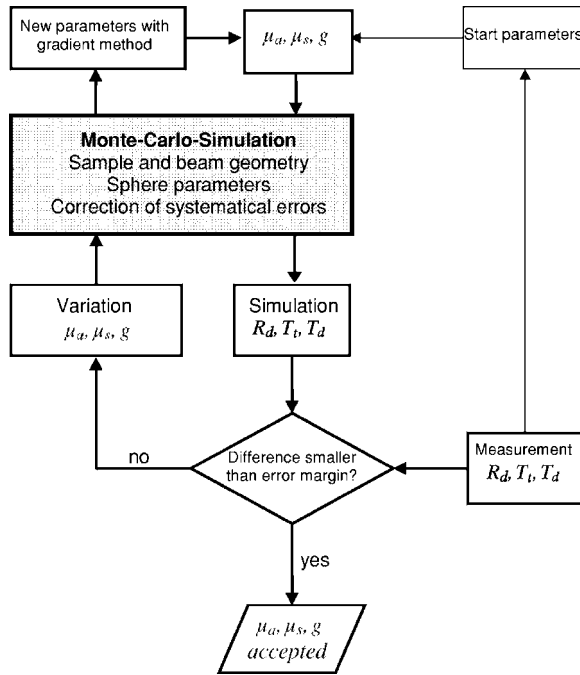 New parameters with
gradient method
μa, μs, g
Start parameters
Monte-Carlo-Simulation
Sample and beam geometry
Sphere parameters
Correction of systematical errors
Variation
μa, μs, g
Simulation
Rd, Tt, Td
Difference smaller
than error margin?
no
Measurement
Rd, Tt, Td
yes
μa, μs, g
accepted